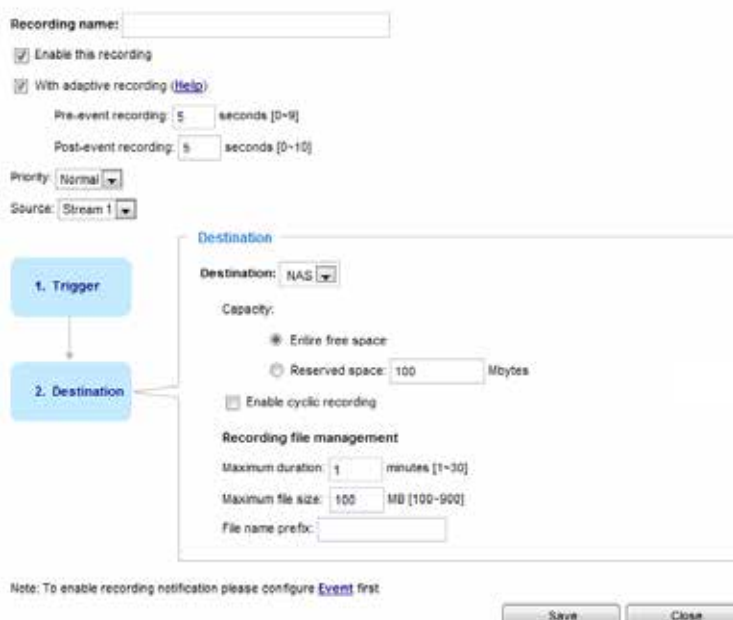 Recording name:
Enable this recording
With adaptive recording (Help)
Pre-event recording: 5 seconds [0~9]
Post-event recording: 5 seconds [0~10]
Priority: Normal
Source: Stream 1
1. Trigger
2. Destination
Destination
Destination: NAS
Capacity:
Entire free space
Reserved space: 100 Mbytes
Enable cyclic recording
Recording file management
Maximum duration: 1 minutes [1~30]
Maximum file size: 100 MB [100~900]
File name prefix:
Note: To enable recording notification please configure Event first
Save Close